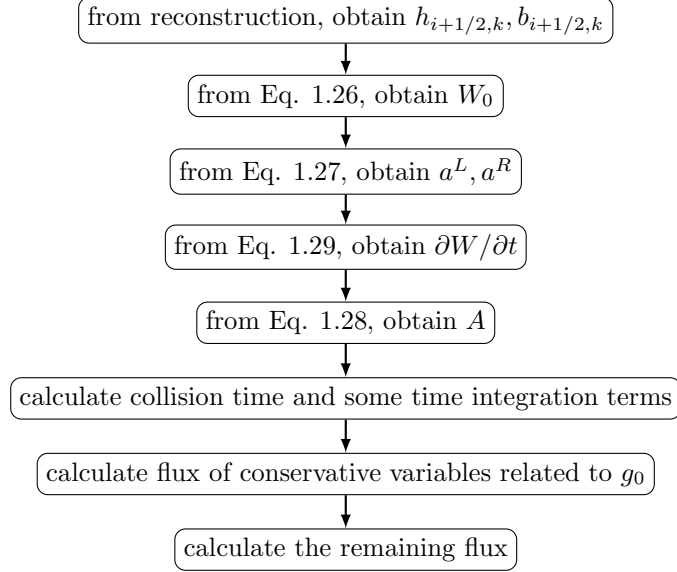 from reconstruction, obtain h_{i+1/2,k}, b_{i+1/2,k}
from Eq. 1.26, obtain W_0
from Eq. 1.27, obtain a^L, a^R
from Eq. 1.29, obtain ∂W/∂t
from Eq. 1.28, obtain A
calculate collision time and some time integration terms
calculate flux of conservative variables related to g_0
calculate the remaining flux